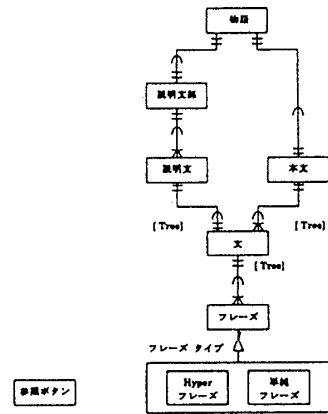 物語
説明文部
説明文
本文
[Tree]
[Tree]
文
[Tree]
フレーズ
フレーズ タイプ
Hyper
フレーズ
単純
フレーズ
参照ボタン